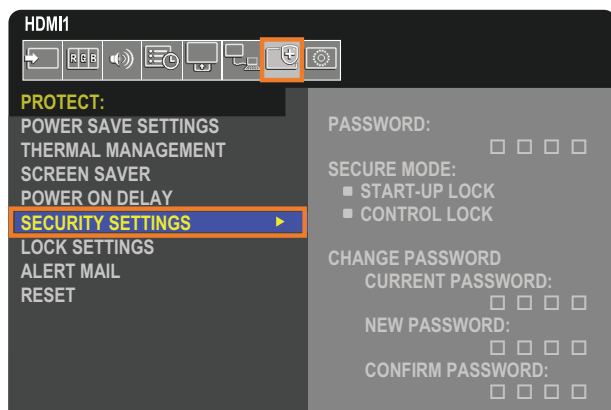 HDMI1
R G B
PROTECT:
POWER SAVE SETTINGS
THERMAL MANAGEMENT
SCREEN SAVER
POWER ON DELAY
SECURITY SETTINGS
LOCK SETTINGS
ALERT MAIL
RESET
PASSWORD:
SECURE MODE:
START-UP LOCK
CONTROL LOCK
CHANGE PASSWORD
CURRENT PASSWORD:
NEW PASSWORD:
CONFIRM PASSWORD: